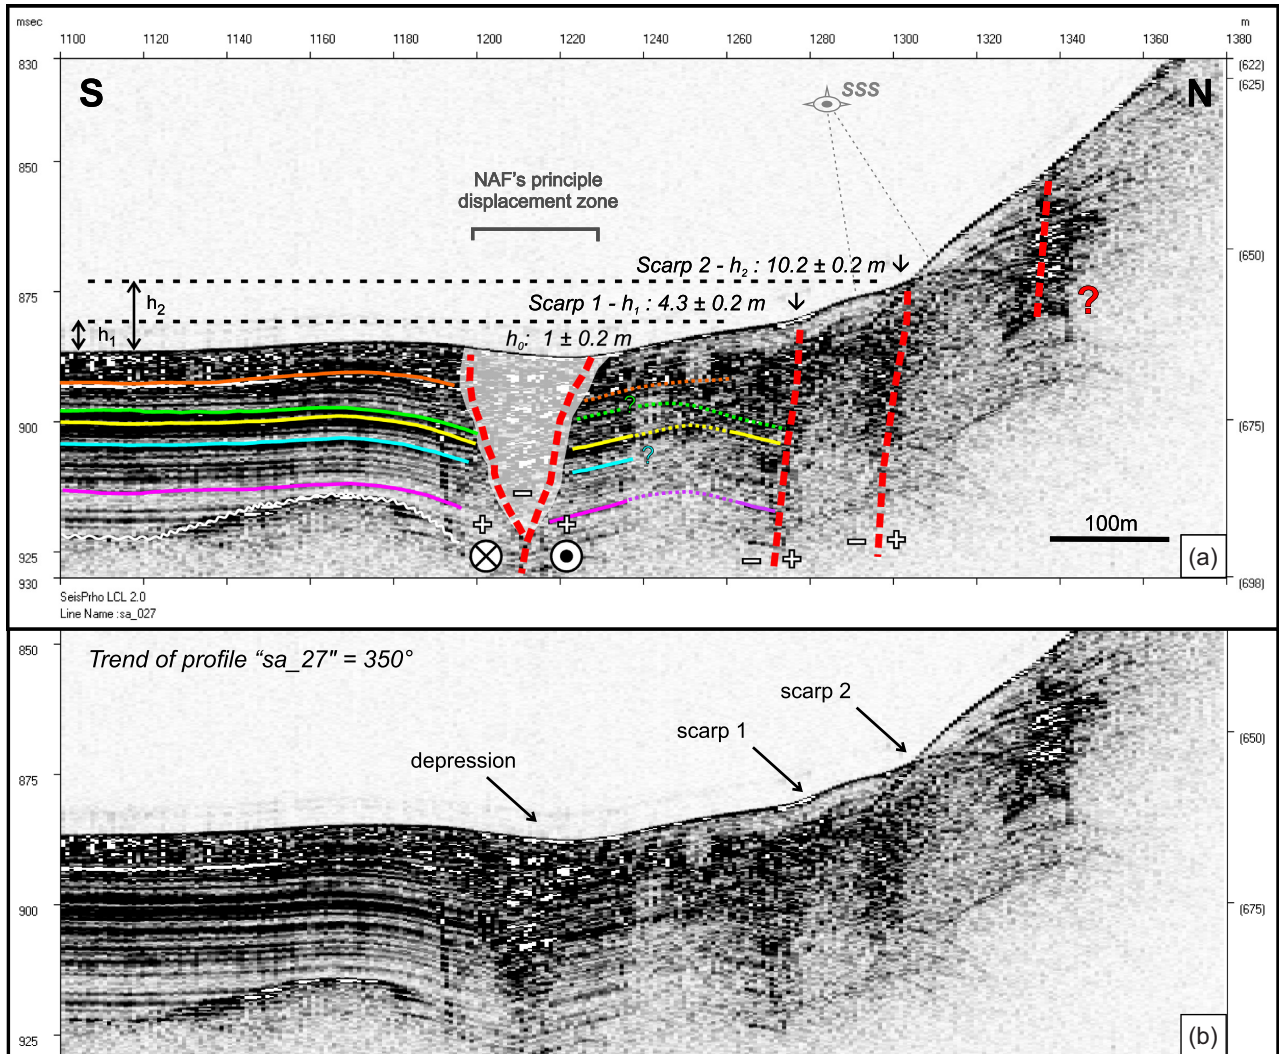 msec
m
1100 1120 1140 1160 1180 1200 1220 1240 1260 1280 1300 1320 1340 1360 1380
830
(622)
(625)
S
N
SSS
850
NAF's principle
displacement zone
(650)
Scarp 2 - h2 : 10.2 ± 0.2 m
875
h2
Scarp 1 - h1 : 4.3 ± 0.2 m
?
h1
h0: 1 ± 0.2 m
?
900
(675)
?
−
+ +
100m
− +
− +
925
(a)
930
(698)
SeisPrho LCL 2.0
Line Name :sa_027
850
Trend of profile “sa_27" = 350°
scarp 2
scarp 1
(650)
depression
875
900
(675)
925
(b)